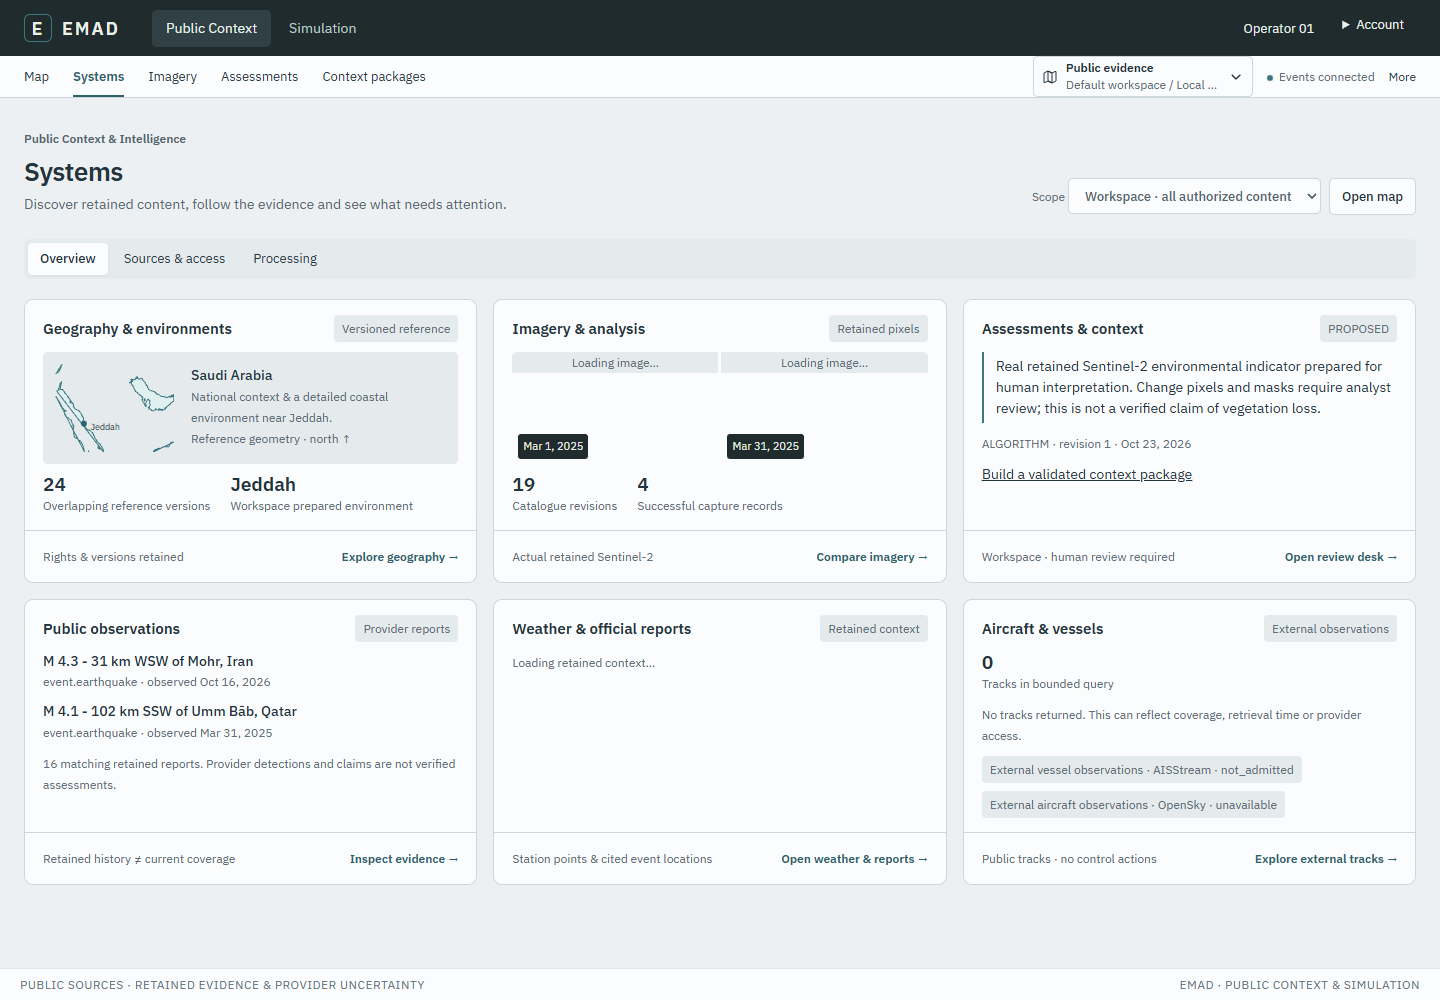 E EMAD
Public Context
Simulation
Operator 01
Account
Map
Systems
Imagery
Assessments
Context packages
Public evidence
Default workspace / Local ...
Events connected
More
Public Context & Intelligence
Systems
Discover retained content, follow the evidence and see what needs attention.
Scope
Workspace · all authorized content
Open map
Overview
Sources & access
Processing
Geography & environments
Versioned reference
Jeddah
Saudi Arabia
National context & a detailed coastal
environment near Jeddah.
Reference geometry · north ↑
24
Overlapping reference versions
Jeddah
Workspace prepared environment
Rights & versions retained
Explore geography →
Imagery & analysis
Retained pixels
Loading image...
Loading image...
Mar 1, 2025
Mar 31, 2025
19
Catalogue revisions
4
Successful capture records
Actual retained Sentinel-2
Compare imagery →
Assessments & context
PROPOSED
Real retained Sentinel-2 environmental indicator prepared for
human interpretation. Change pixels and masks require analyst
review; this is not a verified claim of vegetation loss.
ALGORITHM · revision 1 · Oct 23, 2026
Build a validated context package
Workspace · human review required
Open review desk →
Public observations
Provider reports
M 4.3 - 31 km WSW of Mohr, Iran
event.earthquake · observed Oct 16, 2026
M 4.1 - 102 km SSW of Umm Bāb, Qatar
event.earthquake · observed Mar 31, 2025
16 matching retained reports. Provider detections and claims are not verified
assessments.
Retained history ≠ current coverage
Inspect evidence →
Weather & official reports
Retained context
Loading retained context...
Station points & cited event locations
Open weather & reports →
Aircraft & vessels
External observations
0
Tracks in bounded query
No tracks returned. This can reflect coverage, retrieval time or provider
access.
External vessel observations · AISStream · not_admitted
External aircraft observations · OpenSky · unavailable
Public tracks · no control actions
Explore external tracks →
PUBLIC SOURCES · RETAINED EVIDENCE & PROVIDER UNCERTAINTY
EMAD · PUBLIC CONTEXT & SIMULATION